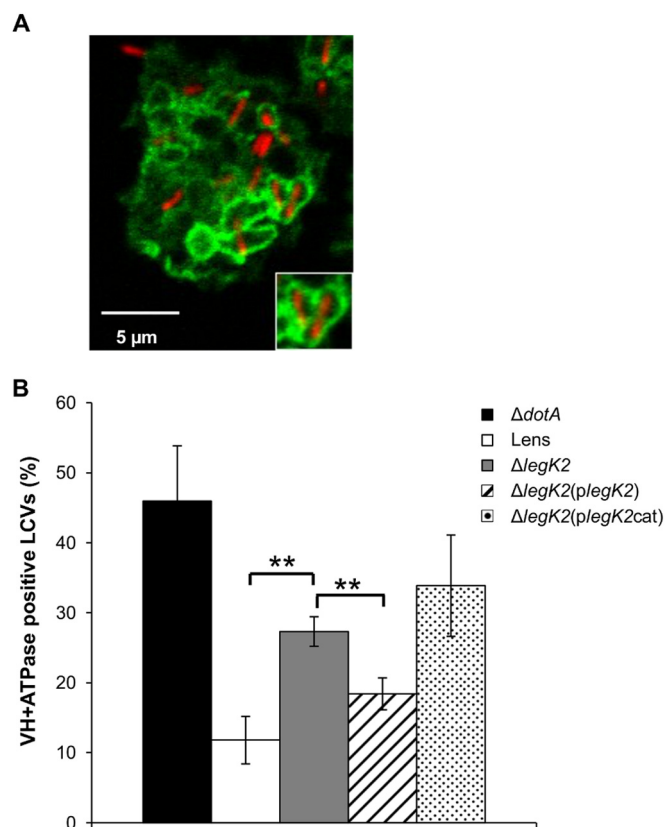 A
5 µm
B
VH+ATPase positive LCVs (%)
60
50
40
30
20
10
0
**
**
ΔdotA
Lens
ΔlegK2
ΔlegK2(plegK2)
ΔlegK2(plegK2cat)